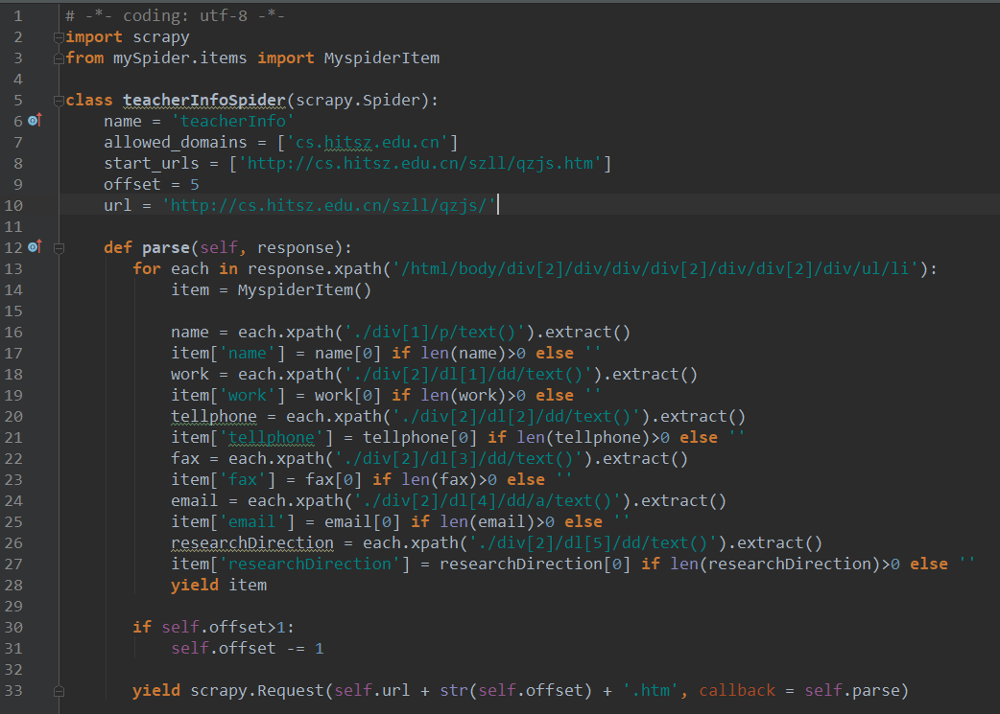 1 # -*- coding: utf-8 -*-
2 import scrapy
3 from mySpider.items import MyspiderItem
4
5 class teacherInfoSpider(scrapy.Spider):
6     name = 'teacherInfo'
7     allowed_domains = ['cs.hitsz.edu.cn']
8     start_urls = ['http://cs.hitsz.edu.cn/szll/qzjs.htm']
9     offset = 5
10     url = 'http://cs.hitsz.edu.cn/szll/qzjs/'
11
12     def parse(self, response):
13        for each in response.xpath('/html/body/div[2]/div/div/div[2]/div/div[2]/div/ul/li'):
14            item = MyspiderItem()
15
16            name = each.xpath('./div[1]/p/text()').extract()
17            item['name'] = name[0] if len(name)>0 else ''
18            work = each.xpath('./div[2]/dl[1]/dd/text()').extract()
19            item['work'] = work[0] if len(work)>0 else ''
20            tellphone = each.xpath('./div[2]/dl[2]/dd/text()').extract()
21            item['tellphone'] = tellphone[0] if len(tellphone)>0 else ''
22            fax = each.xpath('./div[2]/dl[3]/dd/text()').extract()
23            item['fax'] = fax[0] if len(fax)>0 else ''
24            email = each.xpath('./div[2]/dl[4]/dd/a/text()').extract()
25            item['email'] = email[0] if len(email)>0 else ''
26            researchDirection = each.xpath('./div[2]/dl[5]/dd/text()').extract()
27            item['researchDirection'] = researchDirection[0] if len(researchDirection)>0 else ''
28            yield item
29
30        if self.offset>1:
31            self.offset -= 1
32
33        yield scrapy.Request(self.url + str(self.offset) + '.htm', callback = self.parse)